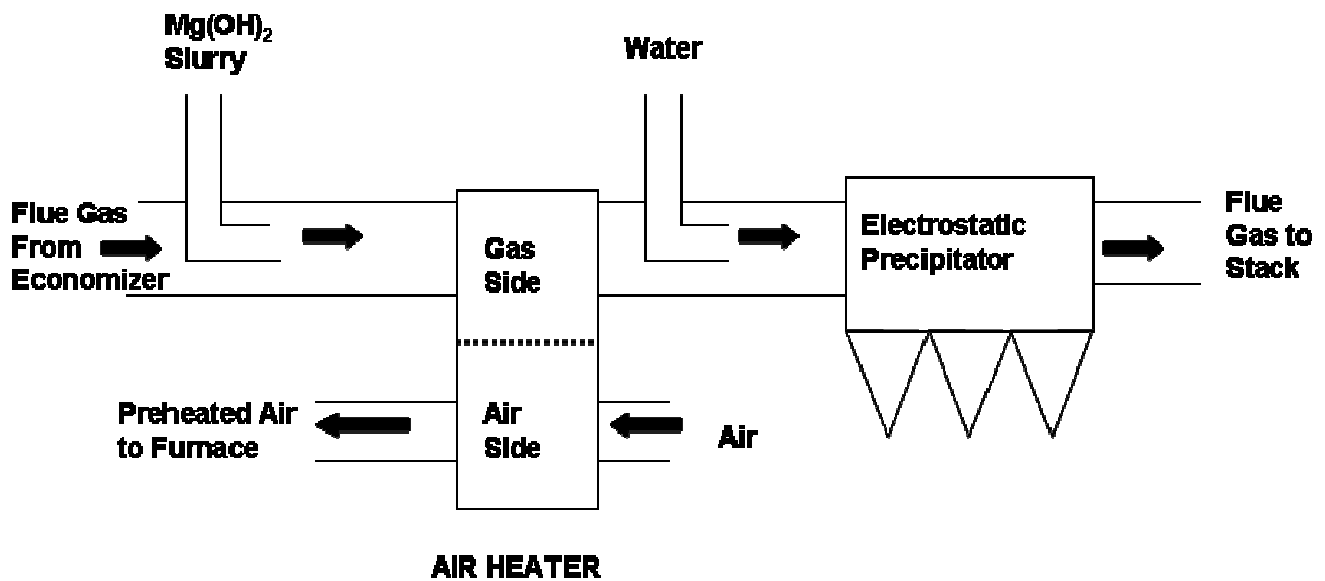 Mg(OH)₂
Slurry
Water
Flue Gas
From
Economizer
Gas
Side
Electrostatic
Precipitator
Flue
Gas to
Stack
Preheated Air
to Furnace
Air
Side
Air
AIR HEATER